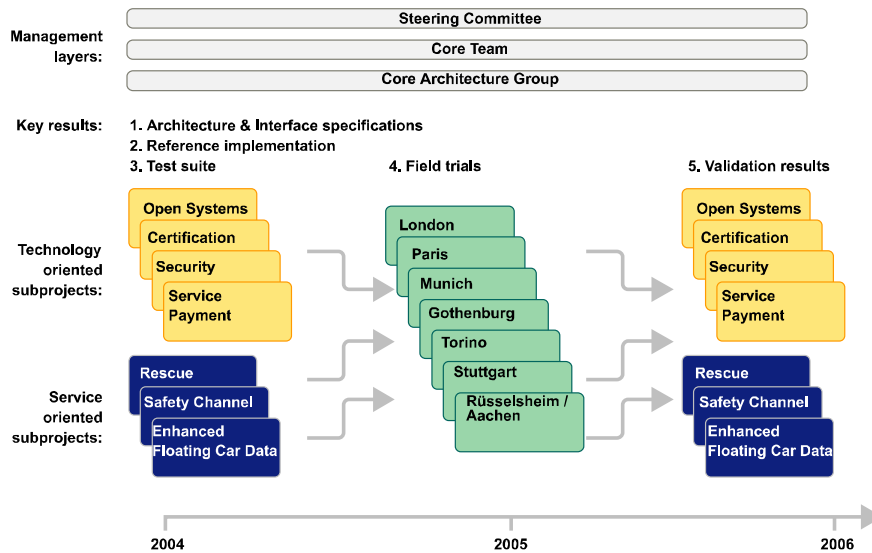 Management
layers:
Steering Committee
Core Team
Core Architecture Group
Key results:
1. Architecture & Interface specifications
2. Reference implementation
3. Test suite
4. Field trials
5. Validation results
Technology
oriented
subprojects:
Open Systems
Certification
Security
Service
Payment
London
Paris
Munich
Gothenburg
Torino
Stuttgart
Rüsselsheim /
Aachen
Open Systems
Certification
Security
Service
Payment
Service
oriented
subprojects:
Rescue
Safety Channel
Enhanced
Floating Car Data
Rescue
Safety Channel
Enhanced
Floating Car Data
2004
2005
2006